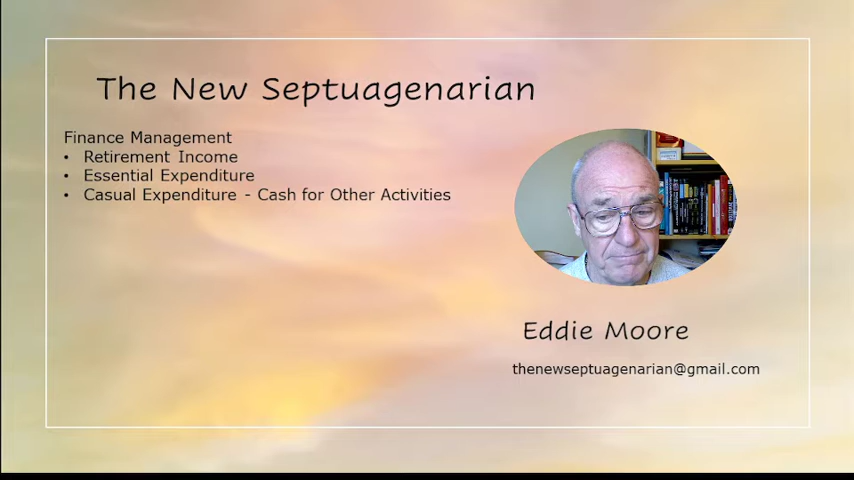 The New Septuagenarian
Finance Management
• Retirement Income
• Essential Expenditure
• Casual Expenditure - Cash for Other Activities
Eddie Moore
thenewseptuagenarian@gmail.com